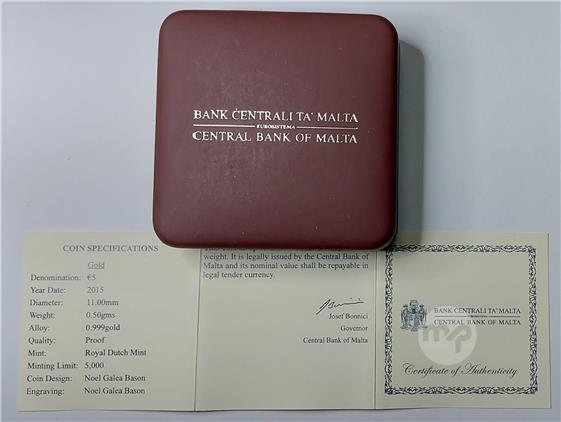 BANK ĊENTRALI TA' MALTA
EUROSISTEMA
CENTRAL BANK OF MALTA
COIN SPECIFICATIONS
Gold
Denomination: €5
Year Date: 2015
Diameter: 11.00mm
Weight: 0.50gms
Alloy: 0.999gold
Quality: Proof
Mint: Royal Dutch Mint
Minting Limit: 5,000
Coin Design: Noel Galea Bason
Engraving: Noel Galea Bason
weight. It is legally issued by the Central Bank of
Malta and its nominal value shall be repayable in
legal tender currency.
Josef Bonnici
Governor
Central Bank of Malta
BANK ĊENTRALI TA' MALTA
CENTRAL BANK OF MALTA
Certificate of Authenticity